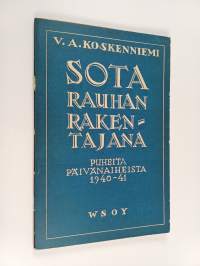 V. A. KOSKENNIEMI
SOTA
RAUHAN
RAKEN-
TAJANA
PUHEITA
PÄIVÄNAIHEISTA
1940-41
WSOY